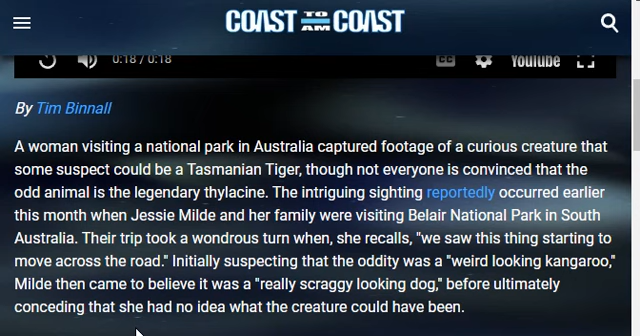 COAST TO AM COAST
0:18 / 0:18
CC
YouTube
By Tim Binnall
A woman visiting a national park in Australia captured footage of a curious creature that
some suspect could be a Tasmanian Tiger, though not everyone is convinced that the
odd animal is the legendary thylacine. The intriguing sighting reportedly occurred earlier
this month when Jessie Milde and her family were visiting Belair National Park in South
Australia. Their trip took a wondrous turn when, she recalls, "we saw this thing starting to
move across the road." Initially suspecting that the oddity was a "weird looking kangaroo,"
Milde then came to believe it was a "really scraggy looking dog," before ultimately
conceding that she had no idea what the creature could have been.